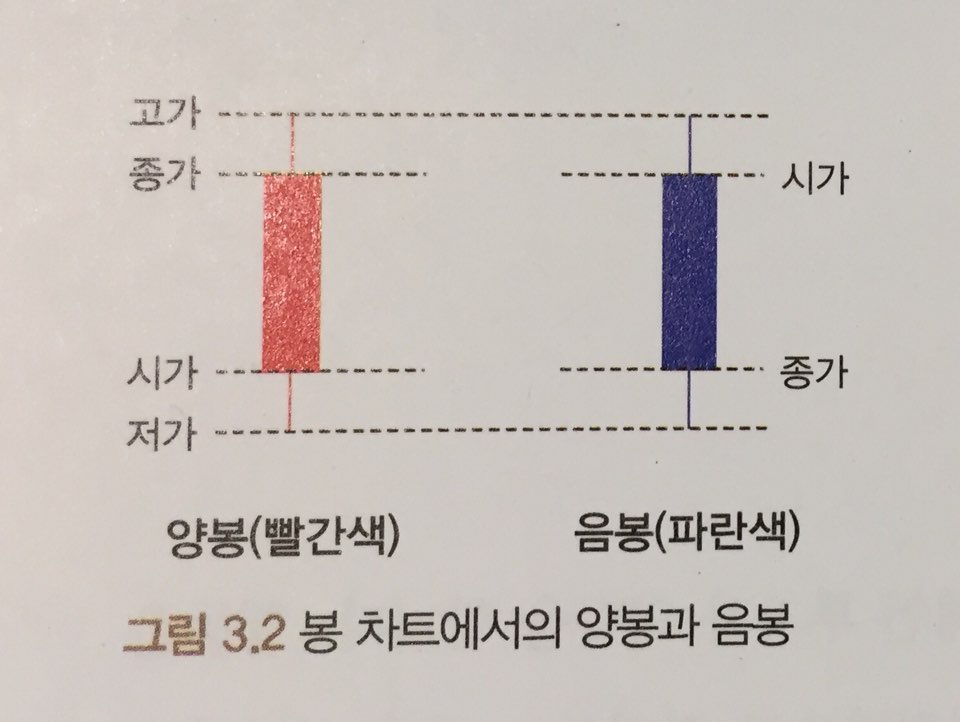 고가
종가 시가
시가 종가
저가
양봉(빨간색) 음봉(파란색)
그림 3.2 봉 차트에서의 양봉과 음봉